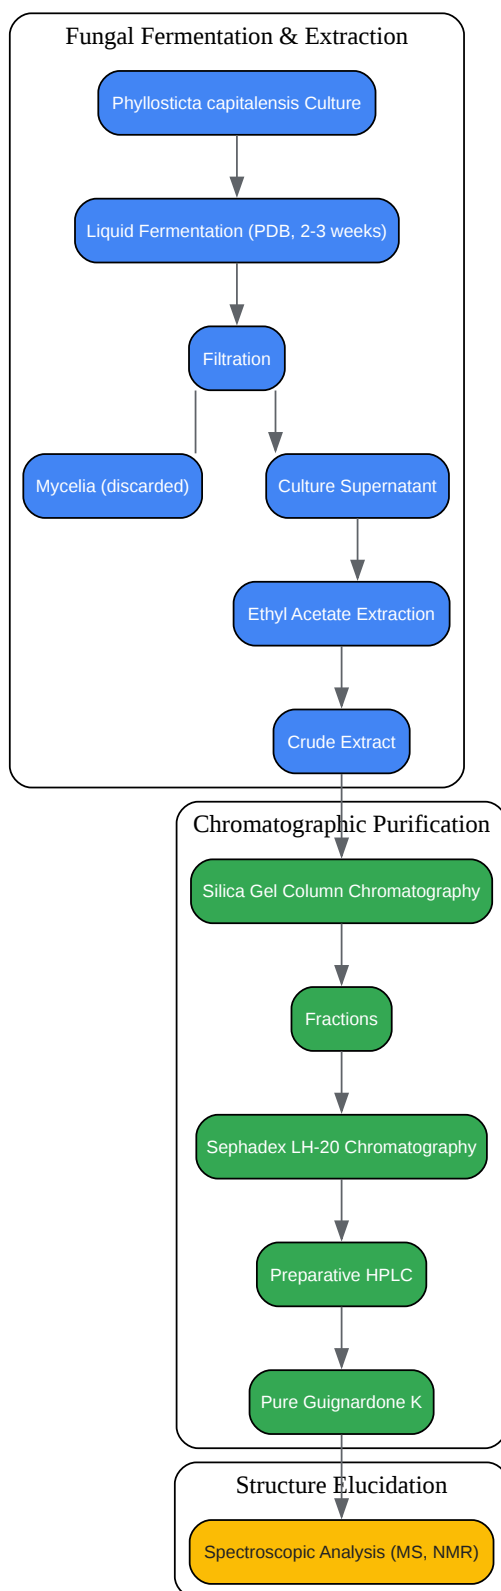 Fungal Fermentation & Extraction
Phyllosticta capitalensis Culture
Liquid Fermentation (PDB, 2-3 weeks)
Filtration
Mycelia (discarded)
Culture Supernatant
Ethyl Acetate Extraction
Crude Extract
Chromatographic Purification
Silica Gel Column Chromatography
Fractions
Sephadex LH-20 Chromatography
Preparative HPLC
Pure Guignardone K
Structure Elucidation
Spectroscopic Analysis (MS, NMR)